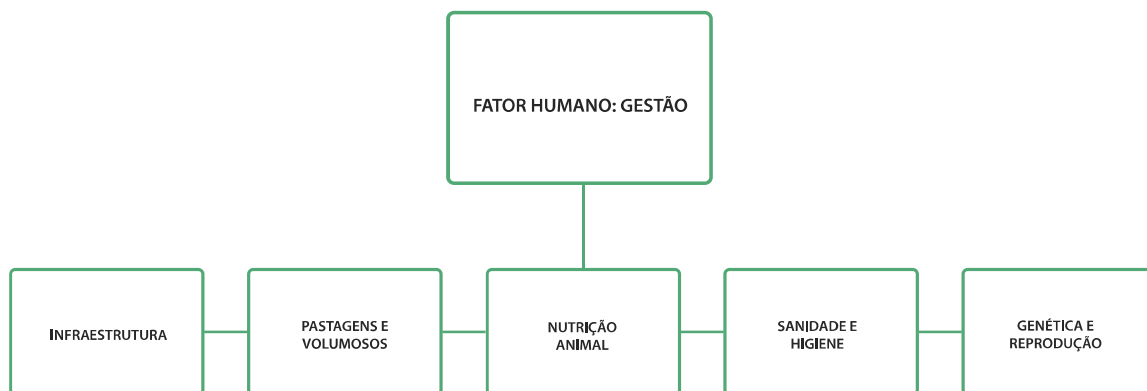 FATOR HUMANO: GESTÃO
INFRAESTRUTURA
PASTAGENS E
VOLUMOSOS
NUTRIÇÃO
ANIMAL
SANIDADE E
HIGIENE
GENÉTICA E
REPRODUÇÃO